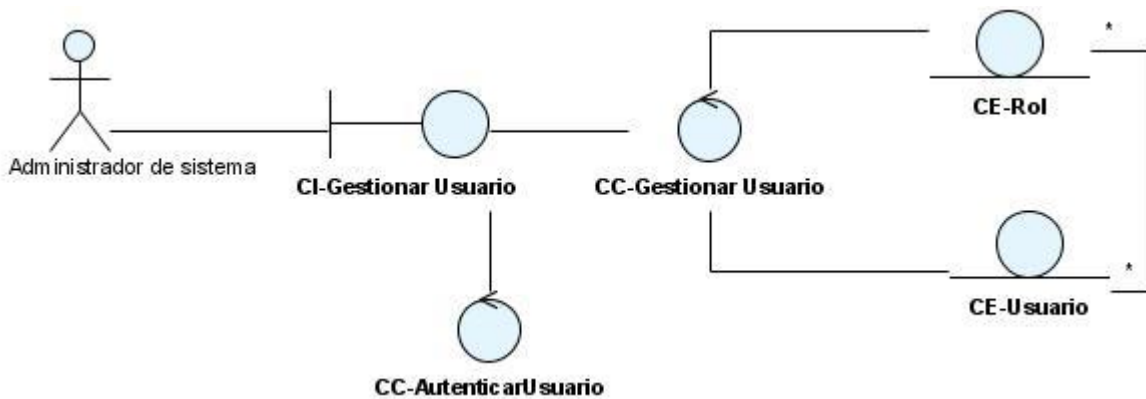 *
CE-Rol
Administrador de sistema
CI-Gestionar Usuario
CC-Gestionar Usuario
*
CE-Usuario
CC-AutenticarUsuario